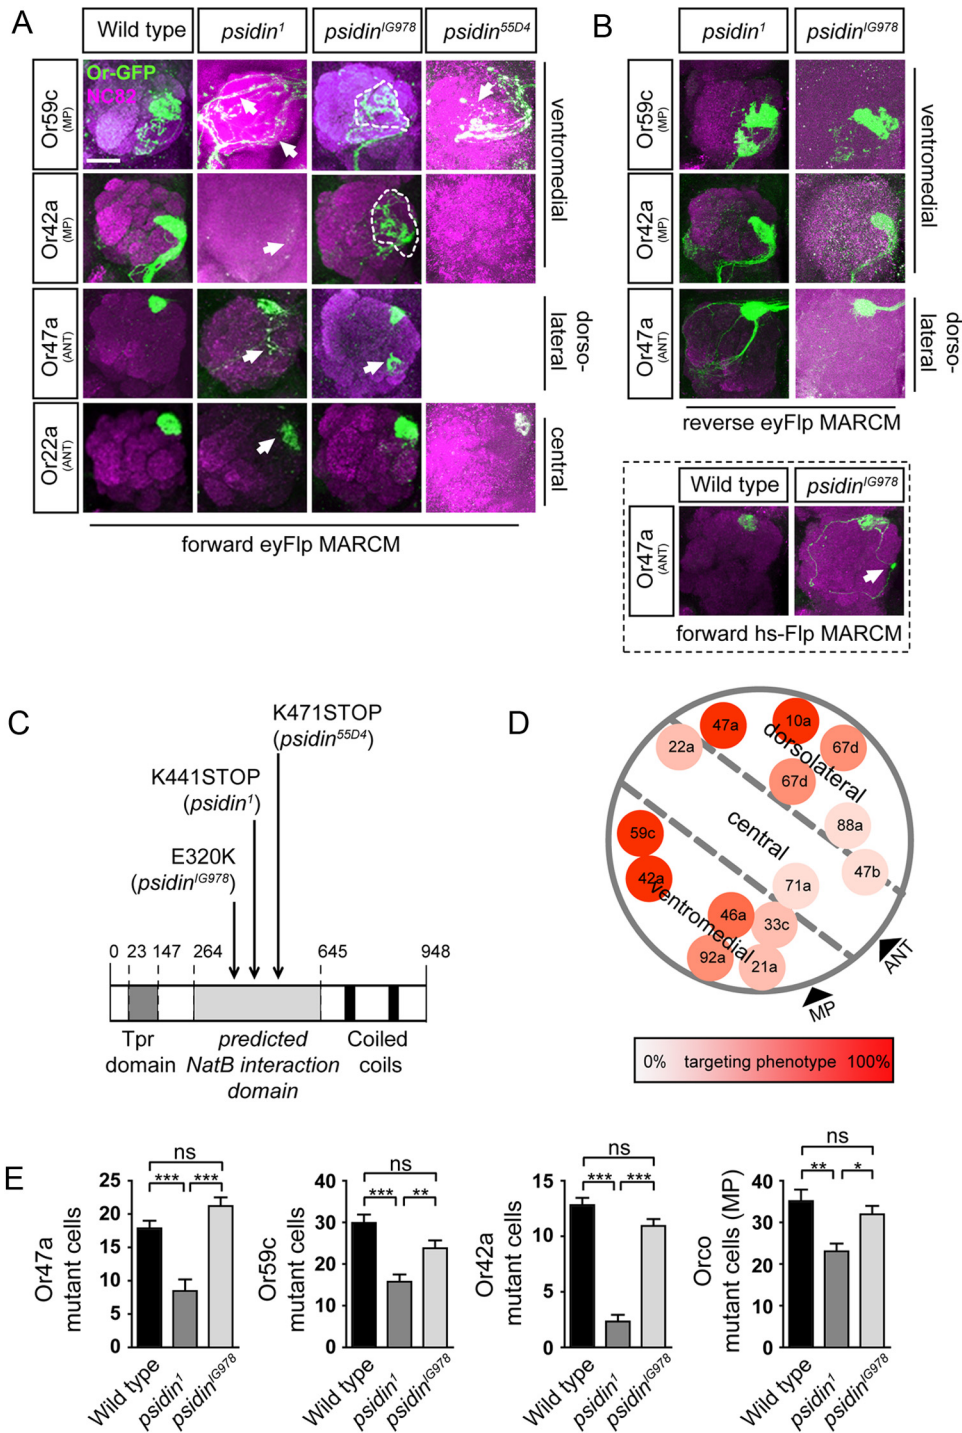 A
Wild type
psidin¹
psidinᴵᴳ⁹⁷⁸
psidin⁵⁵ᴰ⁴
Or-GFP
NC82
Or59c
(MP)
Or42a
(MP)
Or47a
(ANT)
Or22a
(ANT)
ventromedial
dorso-
lateral
central
forward eyFlp MARCM
B
psidin¹
psidinᴵᴳ⁹⁷⁸
Or59c
(MP)
Or42a
(MP)
Or47a
(ANT)
ventromedial
dorso-
lateral
reverse eyFlp MARCM
Wild type
psidinᴵᴳ⁹⁷⁸
Or47a
(ANT)
forward hs-Flp MARCM
C
K471STOP
(psidin⁵⁵ᴰ⁴)
K441STOP
(psidin¹)
E320K
(psidinᴵᴳ⁹⁷⁸)
0 23 147 264 645 948
Tpr
domain
predicted
NatB interaction
domain
Coiled
coils
D
47a
10a
22a
67d
dorsolateral
67d
88a
central
59c
47b
42a
71a
ventromedial
46a
33c
92a
21a
ANT
MP
0% targeting phenotype 100%
E
Or47a
mutant cells
25
20
15
10
5
0
ns
*** ***
Wild type
psidin¹
psidinᴵᴳ⁹⁷⁸
Or59c
mutant cells
40
30
20
10
0
ns
*** **
Wild type
psidin¹
psidinᴵᴳ⁹⁷⁸
Or42a
mutant cells
15
10
5
0
ns
*** ***
Wild type
psidin¹
psidinᴵᴳ⁹⁷⁸
Orco
mutant cells (MP)
40
30
20
10
0
ns
** *
Wild type
psidin¹
psidinᴵᴳ⁹⁷⁸